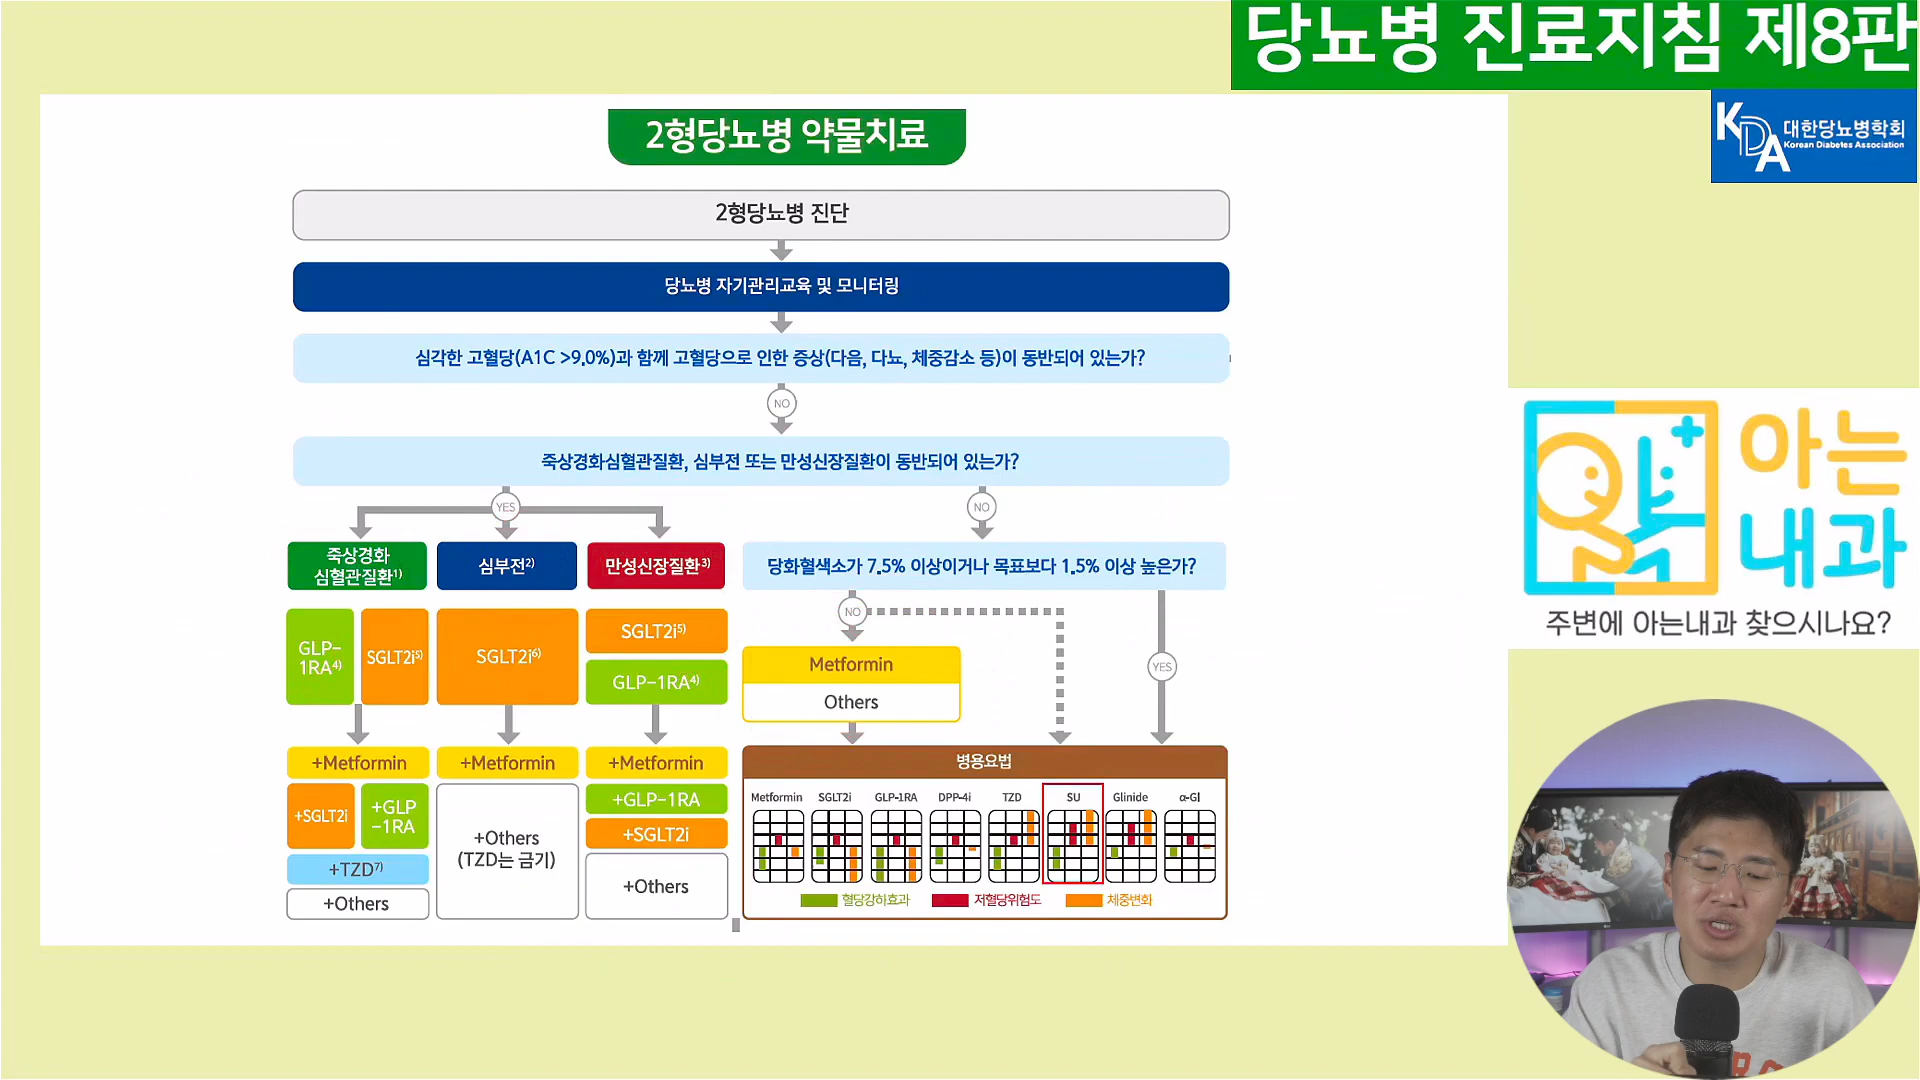 당뇨병 진료지침 제8판
KDA 대한당뇨병학회
Korean Diabetes Association
2형당뇨병 약물치료
2형당뇨병 진단
당뇨병 자기관리교육 및 모니터링
심각한 고혈당(A1C >9.0%)과 함께 고혈당으로 인한 증상(다음, 다뇨, 체중감소 등)이 동반되어 있는가?
NO
죽상경화심혈관질환, 심부전 또는 만성신장질환이 동반되어 있는가?
YES
NO
죽상경화
심혈관질환1)
심부전2)
만성신장질환3)
당화혈색소가 7.5% 이상이거나 목표보다 1.5% 이상 높은가?
GLP-
1RA4)
SGLT2i5)
SGLT2i6)
SGLT2i5)
GLP-1RA4)
NO
Metformin
Others
YES
+Metformin
+SGLT2i
+GLP
-1RA
+TZD7)
+Others
+Metformin
+Others
(TZD는 금기)
+Metformin
+GLP-1RA
+SGLT2i
+Others
병용요법
Metformin SGLT2i GLP-1RA DPP-4i TZD SU Glinide α-GI
혈당강하효과 저혈당위험도 체중변화
아는
내과
주변에 아는내과 찾으시나요?